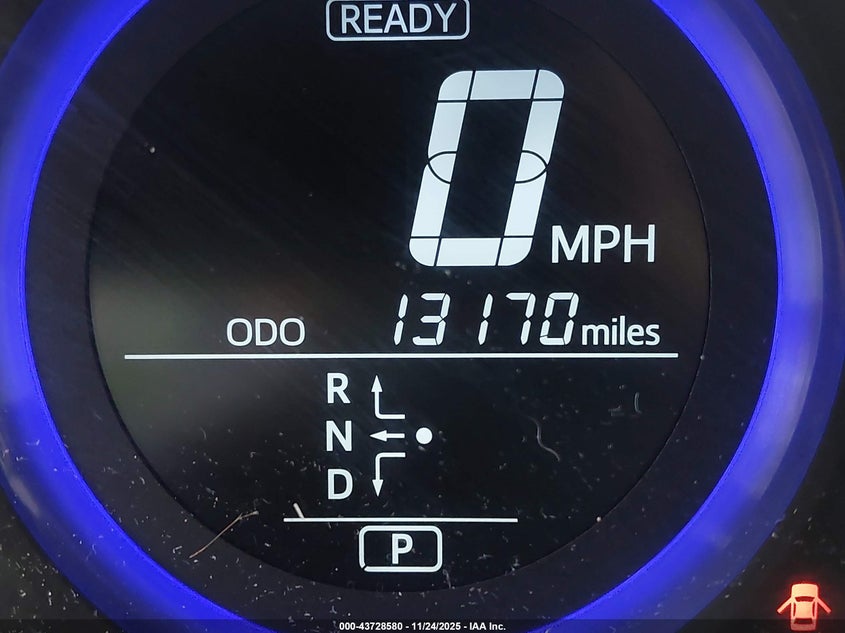 READY
0 MPH
ODO 13170 miles
R
N
D
P
000-43728580 - 11/24/2025 - IAA Inc.